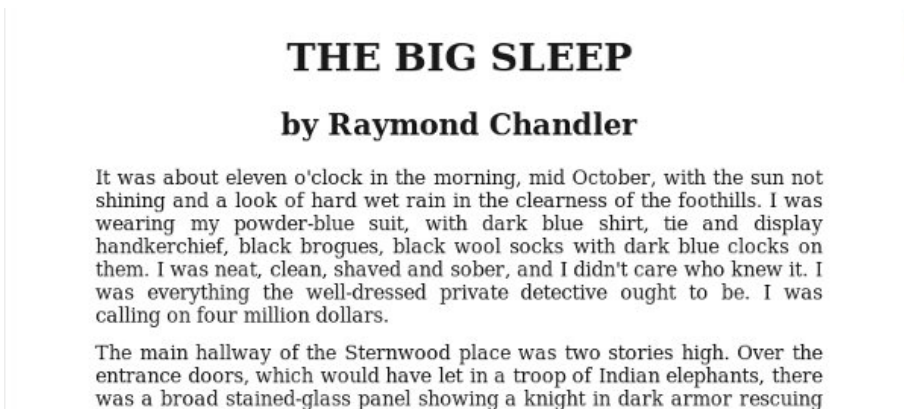 THE BIG SLEEP
by Raymond Chandler
It was about eleven o'clock in the morning, mid October, with the sun not
shining and a look of hard wet rain in the clearness of the foothills. I was
wearing my powder-blue suit, with dark blue shirt, tie and display
handkerchief, black brogues, black wool socks with dark blue clocks on
them. I was neat, clean, shaved and sober, and I didn't care who knew it. I
was everything the well-dressed private detective ought to be. I was
calling on four million dollars.
The main hallway of the Sternwood place was two stories high. Over the
entrance doors, which would have let in a troop of Indian elephants, there
was a broad stained-glass panel showing a knight in dark armor rescuing